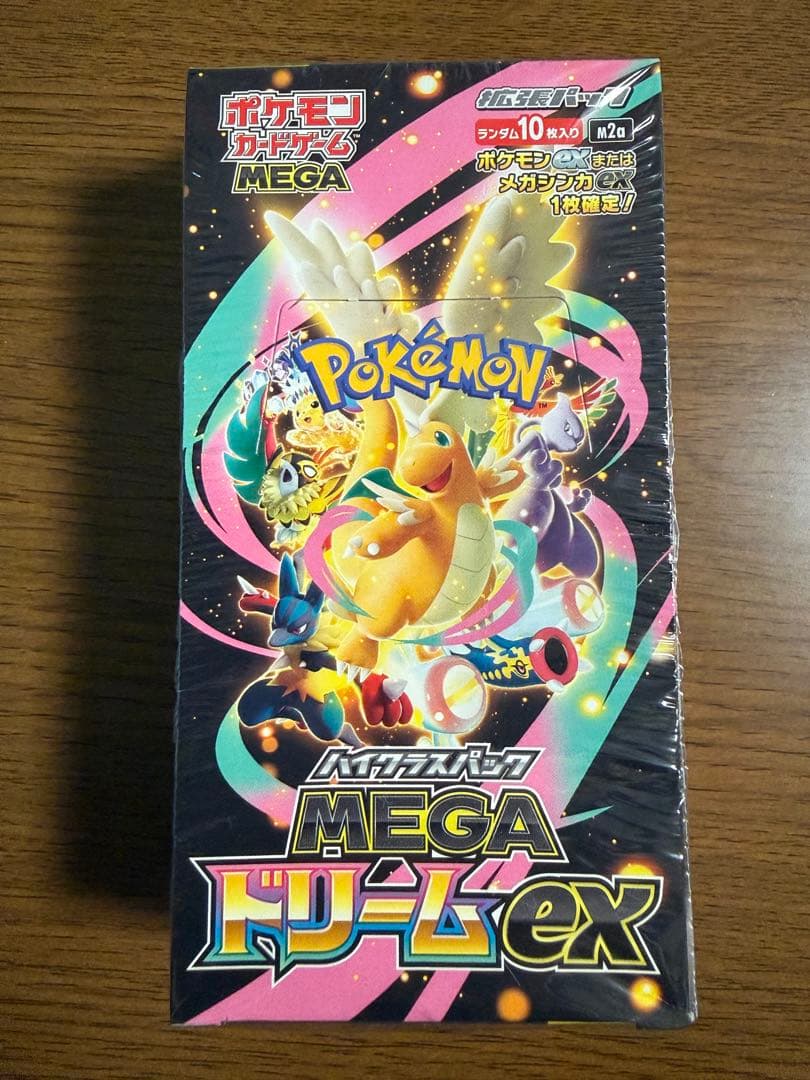 ポケモン
カードゲーム™
MEGA
拡張パック
ランダム10枚入り M2a
ポケモンexまたは
メガシンカex
1枚確定!
POKéMON™
ハイクラスパック
MEGA
ドリームex